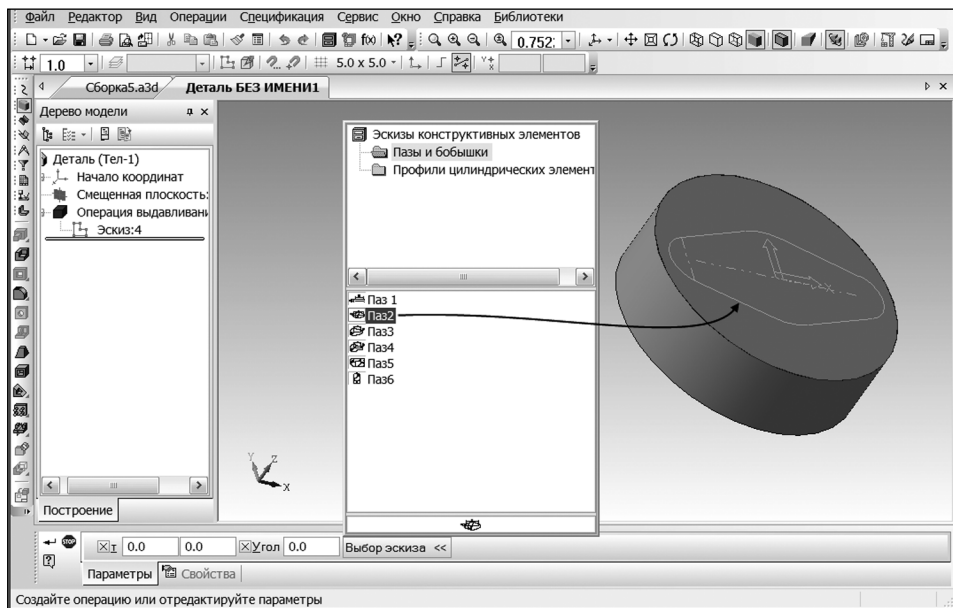 Файл Редактор Вид Операции Спецификация Сервис Окно Справка Библиотеки
0.752:
1.0 5.0 x 5.0
Сборка5.a3d Деталь БЕЗ ИМЕНИ1
Дерево модели
Деталь (Тел-1)
Начало координат
Смещенная плоскость:
Операция выдавливани
Эскиз:4
Построение
Эскизы конструктивных элементов
Пазы и бобышки
Профили цилиндрических элемент
Паз 1
Паз2
Паз3
Паз4
Паз5
Паз6
Y Z
X
т 0.0 0.0 Угол 0.0 Выбор эскиза <<
STOP
Параметры Свойства
Создайте операцию или отредактируйте параметры